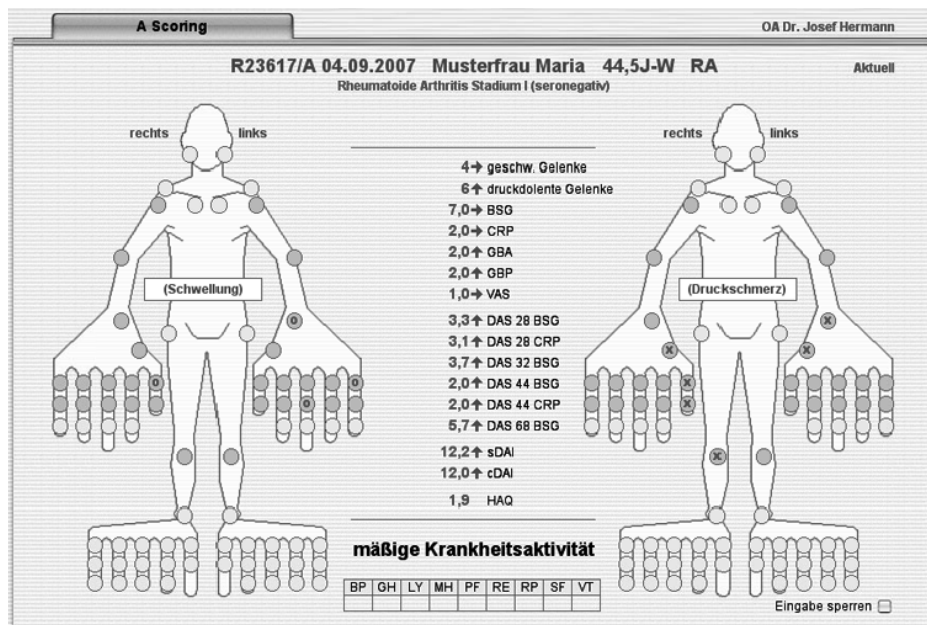 A Scoring
OA Dr. Josef Hermann
R23617/A 04.09.2007 Musterfrau Maria 44,5J-W RA
Aktuell
Rheumatoide Arthritis Stadium I (seronegativ)
rechts links
rechts links
4 → geschw. Gelenke
6 ↑ druckdolente Gelenke
7,0 → BSG
2,0 → CRP
2,0 ↑ GBA
2,0 ↑ GBP
1,0 → VAS
(Schwellung)
(Druckschmerz)
3,3 ↑ DAS 28 BSG
3,1 ↑ DAS 28 CRP
3,7 ↑ DAS 32 BSG
2,0 ↑ DAS 44 BSG
2,0 ↑ DAS 44 CRP
5,7 ↑ DAS 68 BSG
12,2 ↑ sDAI
12,0 ↑ cDAI
1,9 HAQ
mäßige Krankheitsaktivität
BP GH LY MH PF RE RP SF VT
Eingabe sperren